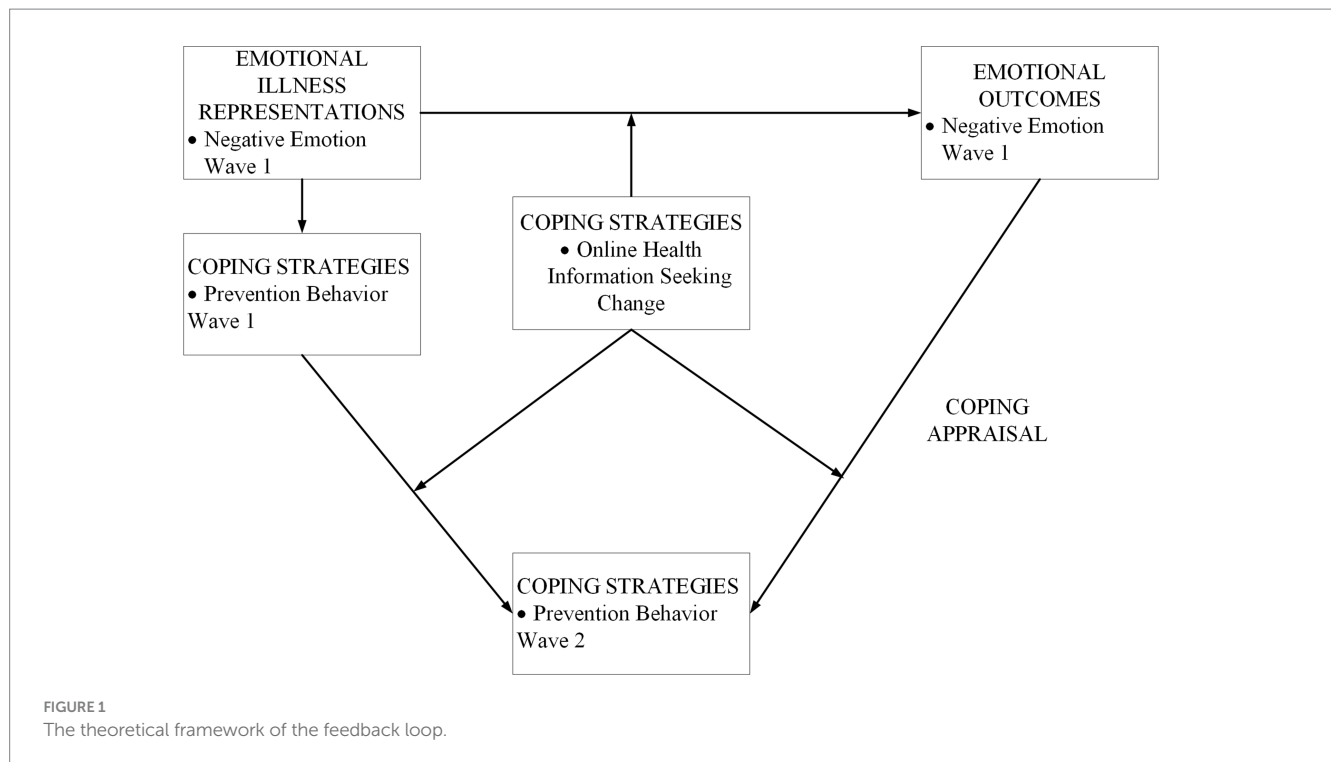 EMOTIONAL
ILLNESS
REPRESENTATIONS
• Negative Emotion
Wave 1
EMOTIONAL
OUTCOMES
• Negative Emotion
Wave 1
COPING STRATEGIES
• Prevention Behavior
Wave 1
COPING STRATEGIES
• Online Health
Information Seeking
Change
COPING
APPRAISAL
COPING STRATEGIES
• Prevention Behavior
Wave 2
FIGURE 1
The theoretical framework of the feedback loop.